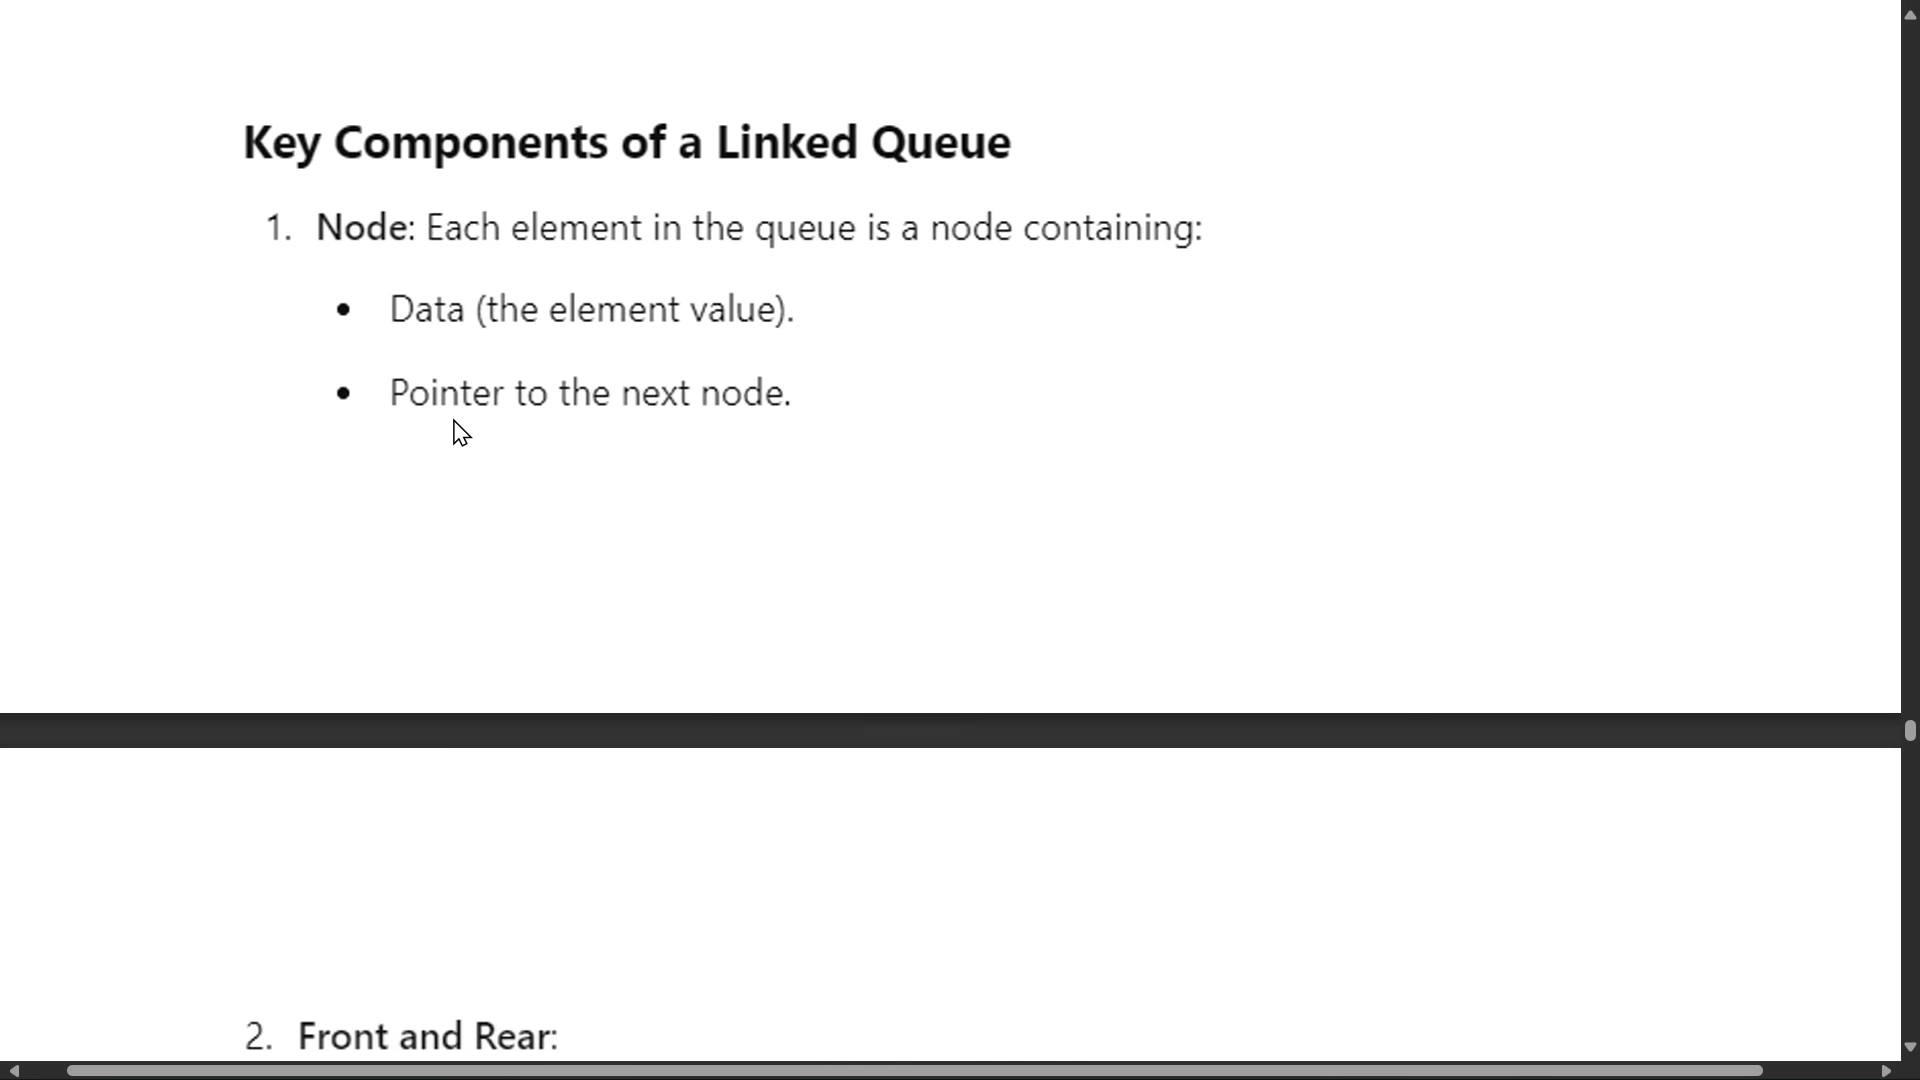 Key Components of a Linked Queue
1. Node: Each element in the queue is a node containing:
• Data (the element value).
• Pointer to the next node.
2. Front and Rear: